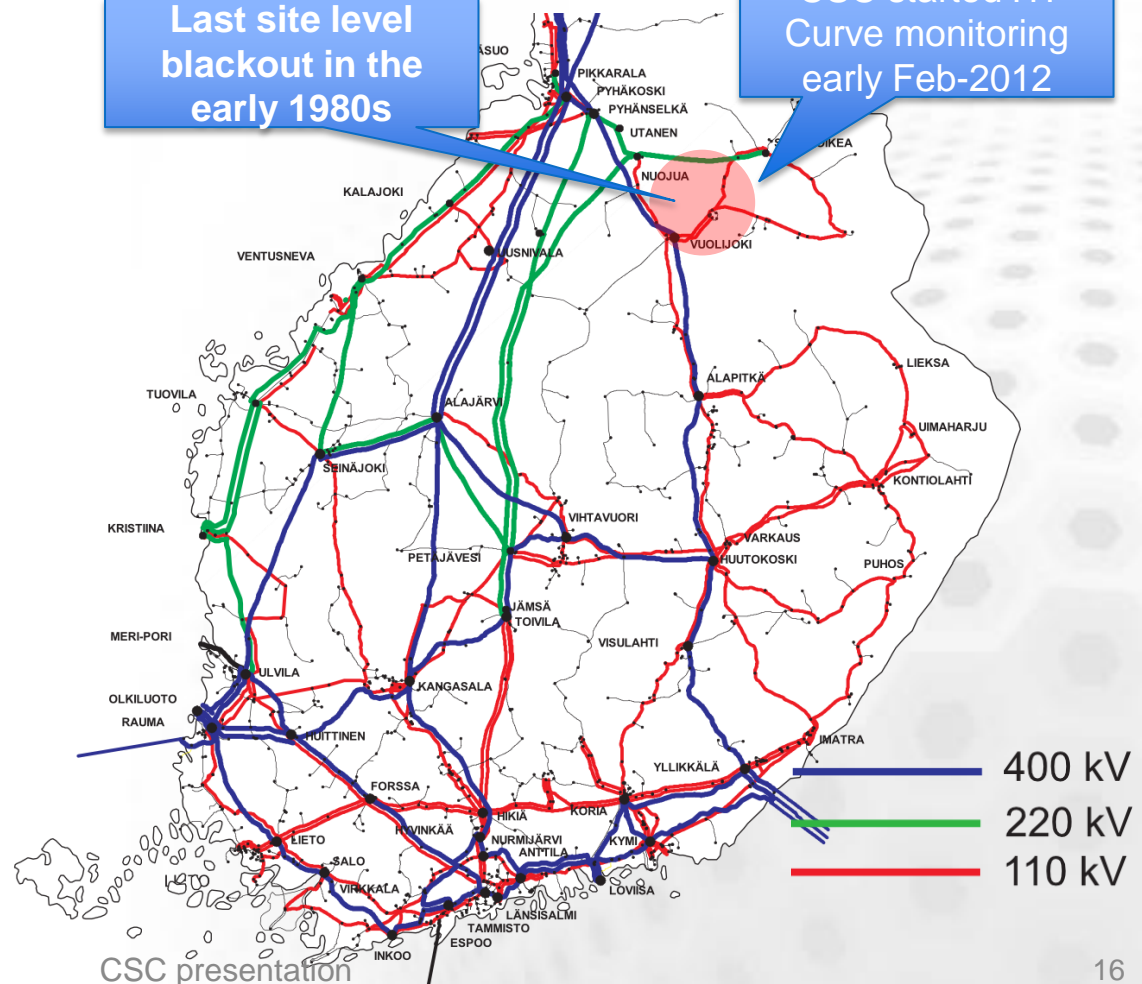 Last site level
blackout in the
early 1980s
Curve monitoring
early Feb-2012
PIKKARALA
PYHÄKOSKI
PYHÄNSELKÄ
UTANEN
NUOJUA
KALAJOKI
VUOLIJOKI
UUSNIVALA
VENTUSNEVA
ALAPITKÄ
LIEKSA
TUOVILA
ALAJÄRVI
UIMAHARJU
SEINÄJOKI
KONTIOLAHTI
VIHTAVUORI
KRISTIINA
VARKAUS
PETÄJÄVESI
HUUTOKOSKI
PUHOS
JÄMSÄ
TOIVILA
MERI-PORI
VISULAHTI
ULVILA
KANGASALA
OLKILUOTO
RAUMA
HUITTINEN
IMATRA
YLLIKKÄLÄ
400 kV
FORSSA
KORIA
HIKIÄ
220 kV
HYVINKÄÄ
NURMIJÄRVI
KYMI
LIETO
ANTTILA
SALO
110 kV
VIRKKALA
LOVIISA
LÄNSISALMI
TAMMISTO
ESPOO
INKOO
CSC presentation
16